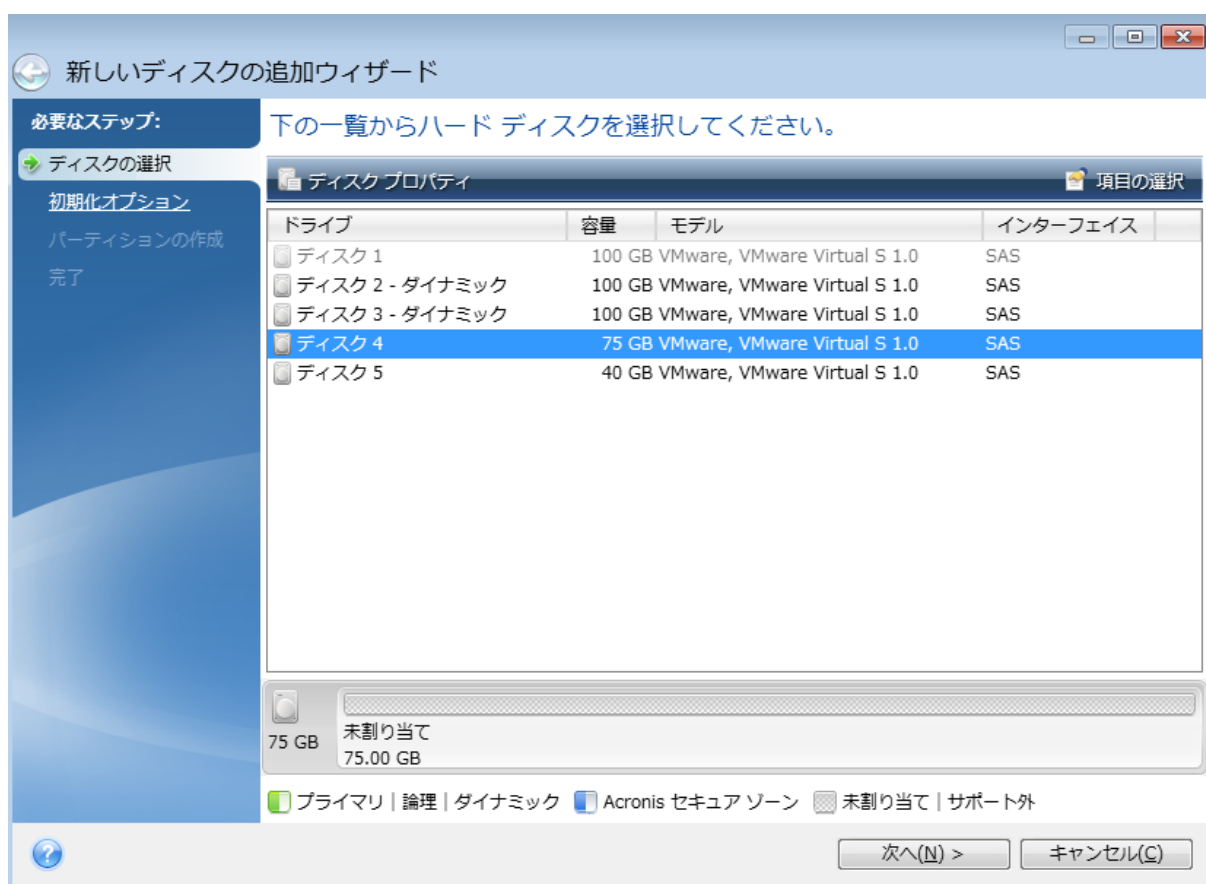 新しいディスクの追加ウィザード
必要なステップ:
ディスクの選択
初期化オプション
パーティションの作成
完了
下の一覧からハード ディスクを選択してください。
ディスク プロパティ 項目の選択
ドライブ 容量 モデル インターフェイス
ディスク 1 100 GB VMware, VMware Virtual S 1.0 SAS
ディスク 2 - ダイナミック 100 GB VMware, VMware Virtual S 1.0 SAS
ディスク 3 - ダイナミック 100 GB VMware, VMware Virtual S 1.0 SAS
ディスク 4 75 GB VMware, VMware Virtual S 1.0 SAS
ディスク 5 40 GB VMware, VMware Virtual S 1.0 SAS
75 GB
未割り当て
75.00 GB
プライマリ | 論理 | ダイナミック Acronis セキュア ゾーン 未割り当て | サポート外
次へ(N) > キャンセル(C)